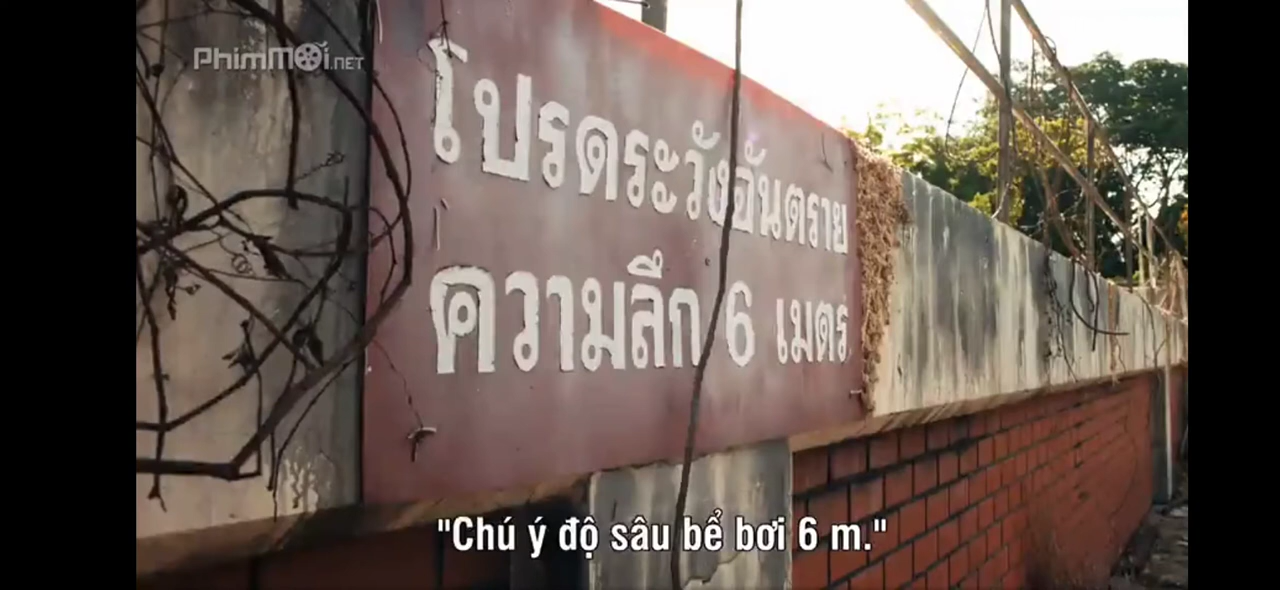 PhimMỗi.NET
โปรดระวังอันตราย
ความลึก 6 เมตร
"Chú ý độ sâu bể bơi 6 m."